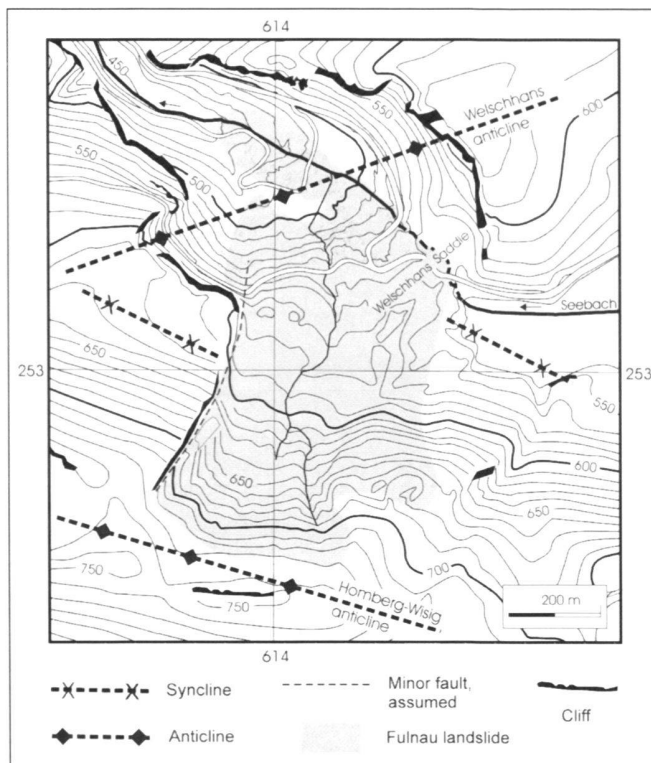 614
450
550
600
Welschhans
anticline
550
500
Welschhans Saddle
Seebach
650
253
253
550
600
650
650
700
750
750
200 m
Homberg-Wisig
anticline
614
Syncline
Minor fault,
assumed
Cliff
Anticline
Fulnau landslide